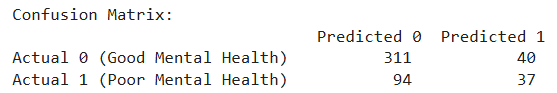 Confusion Matrix:
Predicted 0 Predicted 1
Actual 0 (Good Mental Health) 311 40
Actual 1 (Poor Mental Health) 94 37